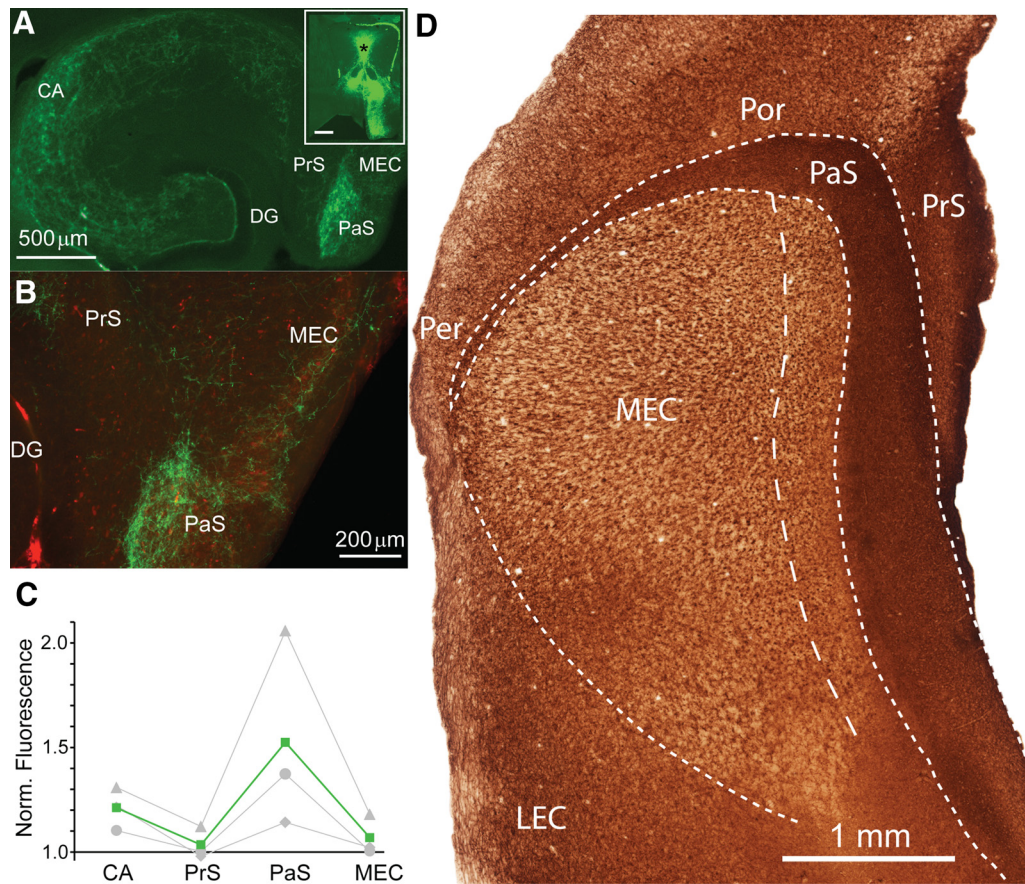 A
CA
*
PrS
MEC
DG
PaS
500 μm
B
PrS
MEC
DG
PaS
200 μm
C
Norm. Fluorescence
2.0
1.5
1.0
CA
PrS
PaS
MEC
D
Por
PaS
PrS
Per
MEC
LEC
1 mm